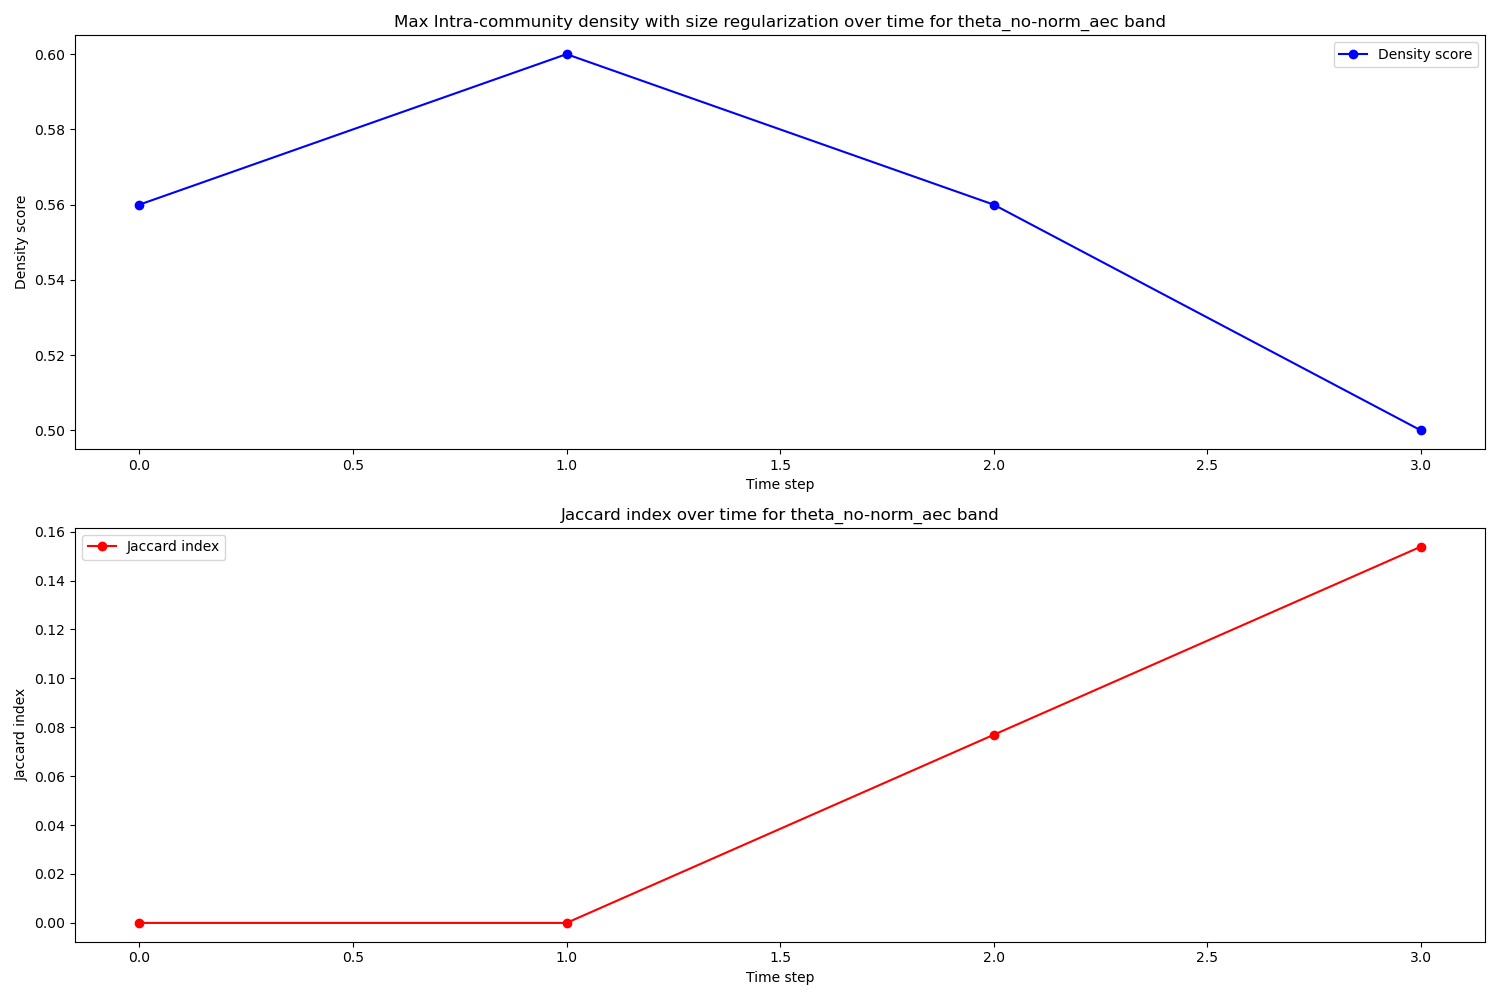 Max Intra-community density with size regularization over time for theta_no-norm_aec band
Density score
0.60
0.58
0.56
0.54
0.52
0.50
Density score
0.0 0.5 1.0 1.5 2.0 2.5 3.0
Time step
Jaccard index over time for theta_no-norm_aec band
Jaccard index
0.16
0.14
0.12
0.10
0.08
0.06
0.04
0.02
0.00
Jaccard index
0.0 0.5 1.0 1.5 2.0 2.5 3.0
Time step